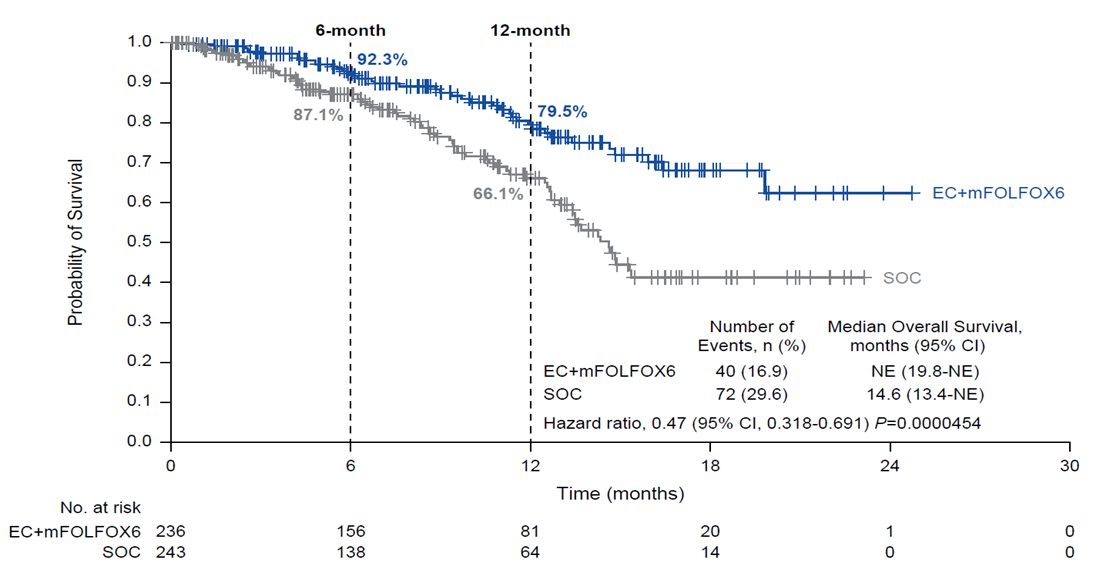 6-month 12-month
1.0
92.3%
0.9
87.1%
79.5%
0.8
0.7
66.1%
EC+mFOLFOX6
0.6
0.5
SOC
0.4
0.3
0.2
0.1
0.0
Probability of Survival
Number of Median Overall Survival,
Events, n (%) months (95% CI)
EC+mFOLFOX6 40 (16.9) NE (19.8-NE)
SOC 72 (29.6) 14.6 (13.4-NE)
Hazard ratio, 0.47 (95% CI, 0.318-0.691) P=0.0000454
0 6 12 18 24 30
Time (months)
No. at risk
EC+mFOLFOX6 236 156 81 20 1 0
SOC 243 138 64 14 0 0